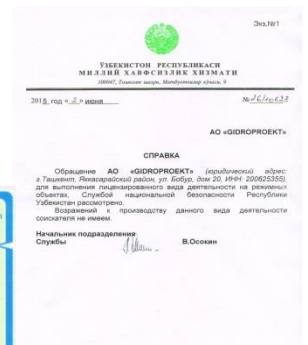 Экз.№1
ЎЗБЕКИСТОН РЕСПУБЛИКАСИ
МИЛЛИЙ ХАВФСИЗЛИК ХИЗМАТИ
100047, Тошкент шаҳри, Матбуотчилар кўчаси, 9
2015 год « 2 » июня
№
АО «GIDROPROEKT»
СПРАВКА
Обращение АО «GIDROPROEKT» (юридический адрес:
г.Ташкент, Яккасарайский район, ул. Бобур, дом 20, ИНН 200625355),
для выполнения лицензированного вида деятельности на режимных
объектах, Службой национальной безопасности Республики
Узбекистан рассмотрено.
Возражений к производству данного вида деятельности
соискателя не имеем.
Начальник подразделения
Службы В.Осокин